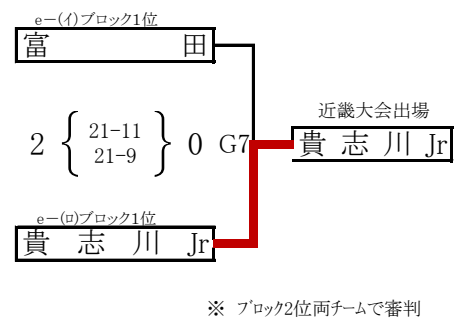 e-(ｲ)ブロック1位
富 田
近畿大会出場
2 { 21-11 } 0 G7
21-9
貴 志 川 Jr
e-(ﾛ)ブロック1位
貴 志 川 Jr
※ ブロック2位両チームで審判